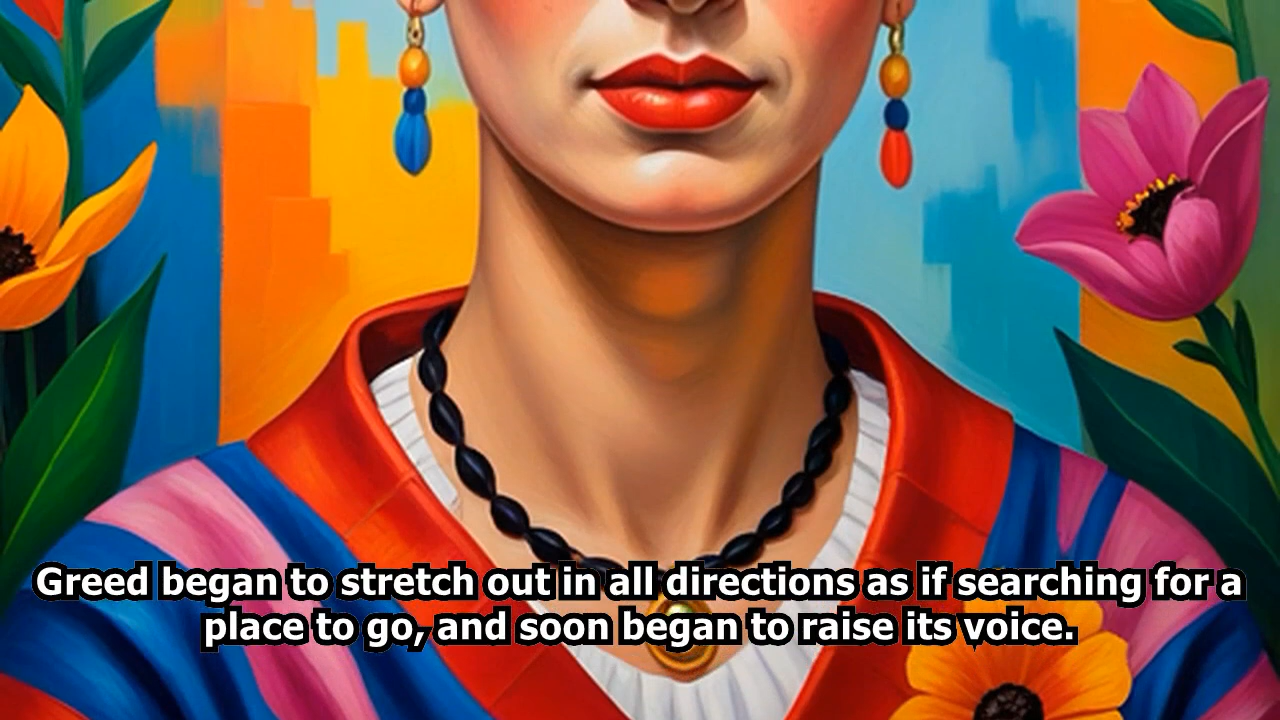 Greed began to stretch out in all directions as if searching for a
place to go, and soon began to raise its voice.